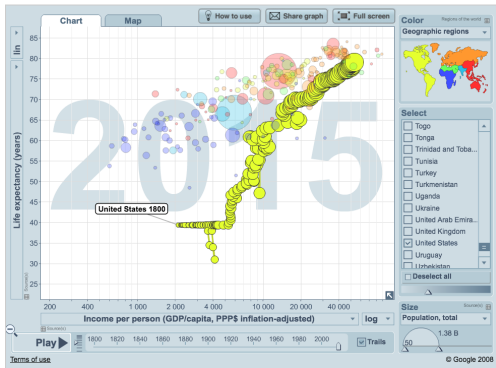 Chart
Map
How to use
Share graph
Full screen
Color
Regions of the world
Geographic regions
lin
85
80
75
70
65
60
55
50
45
40
35
30
25
Life expectancy (years)
2015
United States 1800
200
400
1 000
2 000
4 000
10 000
20 000
40 000
Income per person (GDP/capita, PPP$ inflation-adjusted)
log
Select
Togo
Tonga
Trinidad and Toba...
Tunisia
Turkey
Turkmenistan
Uganda
Ukraine
United Arab Emira...
United Kingdom
United States
Uruguay
Uzbekistan
Deselect all
Size
Source(s)
Population, total
1.38 B
50
Play
1800
1820
1840
1860
1880
1900
1920
1940
1960
1980
2000
Trails
Terms of use
© Google 2008